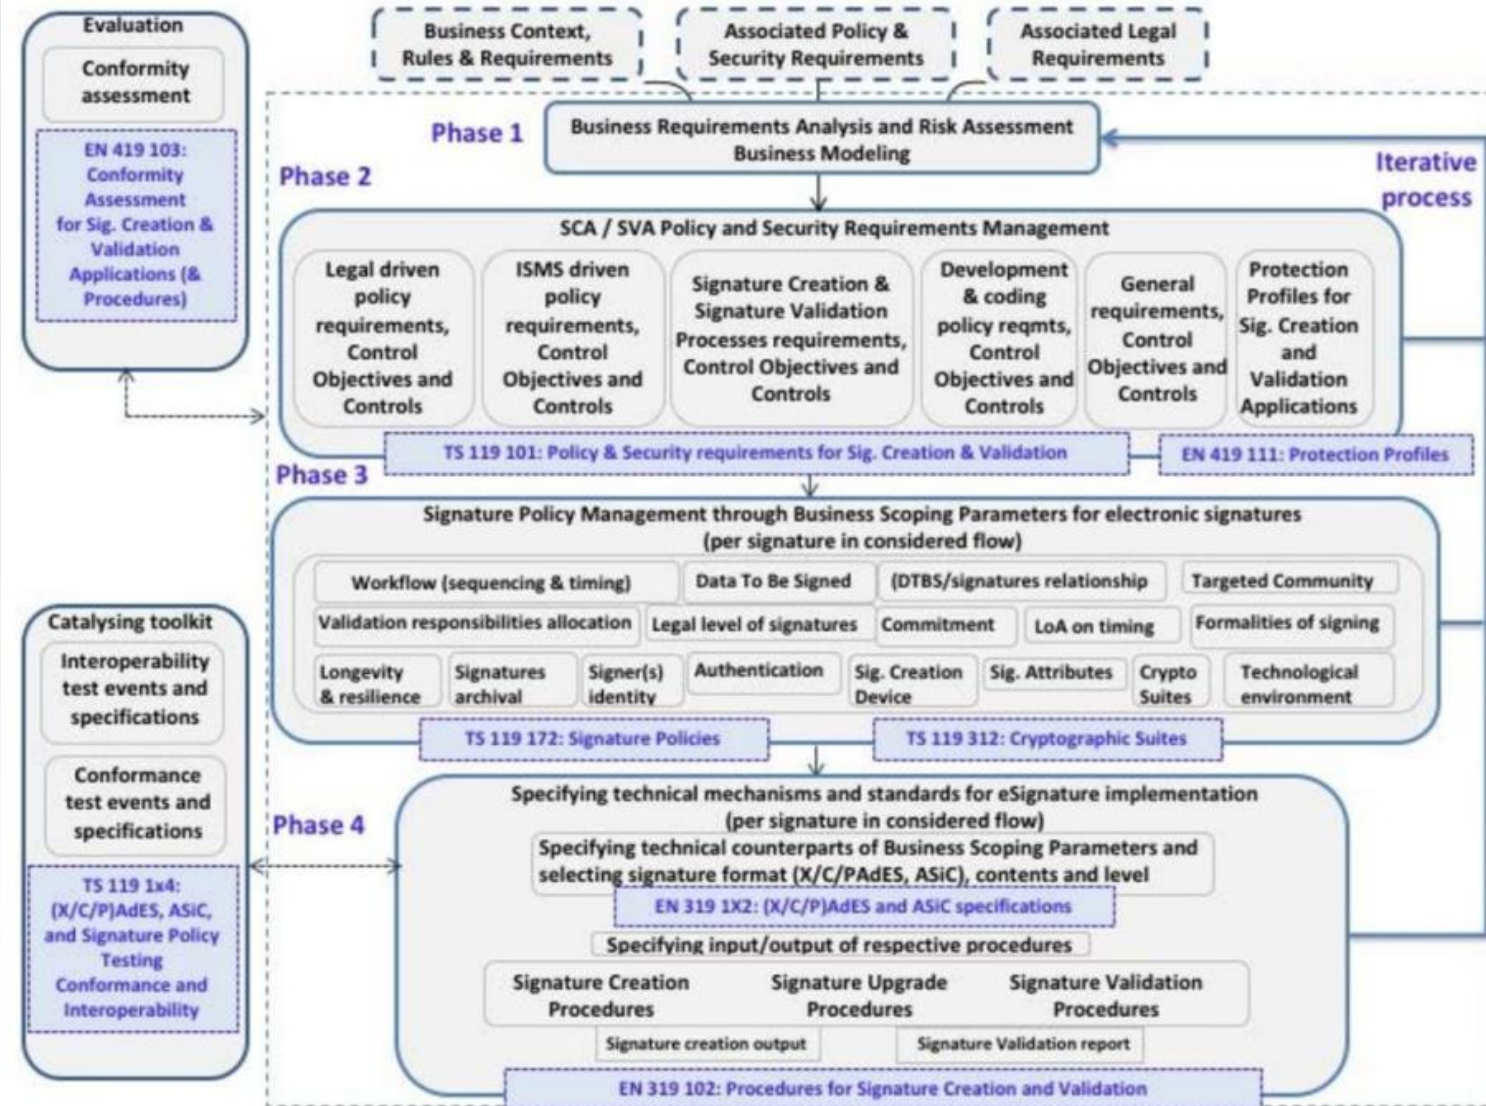 Evaluation
Conformity
assessment
EN 419 103:
Conformity
Assessment
for Sig. Creation &
Validation
Applications (&
Procedures)
Business Context,
Rules & Requirements
Associated Policy &
Security Requirements
Associated Legal
Requirements
Phase 1
Business Requirements Analysis and Risk Assessment
Business Modeling
Iterative
process
Phase 2
SCA / SVA Policy and Security Requirements Management
Legal driven
policy
requirements,
Control
Objectives and
Controls
ISMS driven
policy
requirements,
Control
Objectives and
Controls
Signature Creation &
Signature Validation
Processes requirements,
Control Objectives and
Controls
Development
& coding
policy reqmts,
Control
Objectives and
Controls
General
requirements,
Control
Objectives and
Controls
Protection
Profiles for
Sig. Creation
and
Validation
Applications
TS 119 101: Policy & Security requirements for Sig. Creation & Validation
EN 419 111: Protection Profiles
Phase 3
Signature Policy Management through Business Scoping Parameters for electronic signatures
(per signature in considered flow)
Workflow (sequencing & timing)
Data To Be Signed
(DTBS/signatures relationship
Targeted Community
Validation responsibilities allocation
Legal level of signatures
Commitment
LoA on timing
Formalities of signing
Longevity
& resilience
Signatures
archival
Signer(s)
identity
Authentication
Sig. Creation
Device
Sig. Attributes
Crypto
Suites
Technological
environment
TS 119 172: Signature Policies
TS 119 312: Cryptographic Suites
Catalysing toolkit
Interoperability
test events and
specifications
Conformance
test events and
specifications
TS 119 1x4:
(X/C/P)AdES, ASiC,
and Signature Policy
Testing
Conformance and
Interoperability
Phase 4
Specifying technical mechanisms and standards for eSignature implementation
(per signature in considered flow)
Specifying technical counterparts of Business Scoping Parameters and
selecting signature format (X/C/PAdES, ASiC), contents and level
EN 319 1X2: (X/C/P)AdES and ASiC specifications
Specifying input/output of respective procedures
Signature Creation
Procedures
Signature Upgrade
Procedures
Signature Validation
Procedures
Signature creation output
Signature Validation report
EN 319 102: Procedures for Signature Creation and Validation